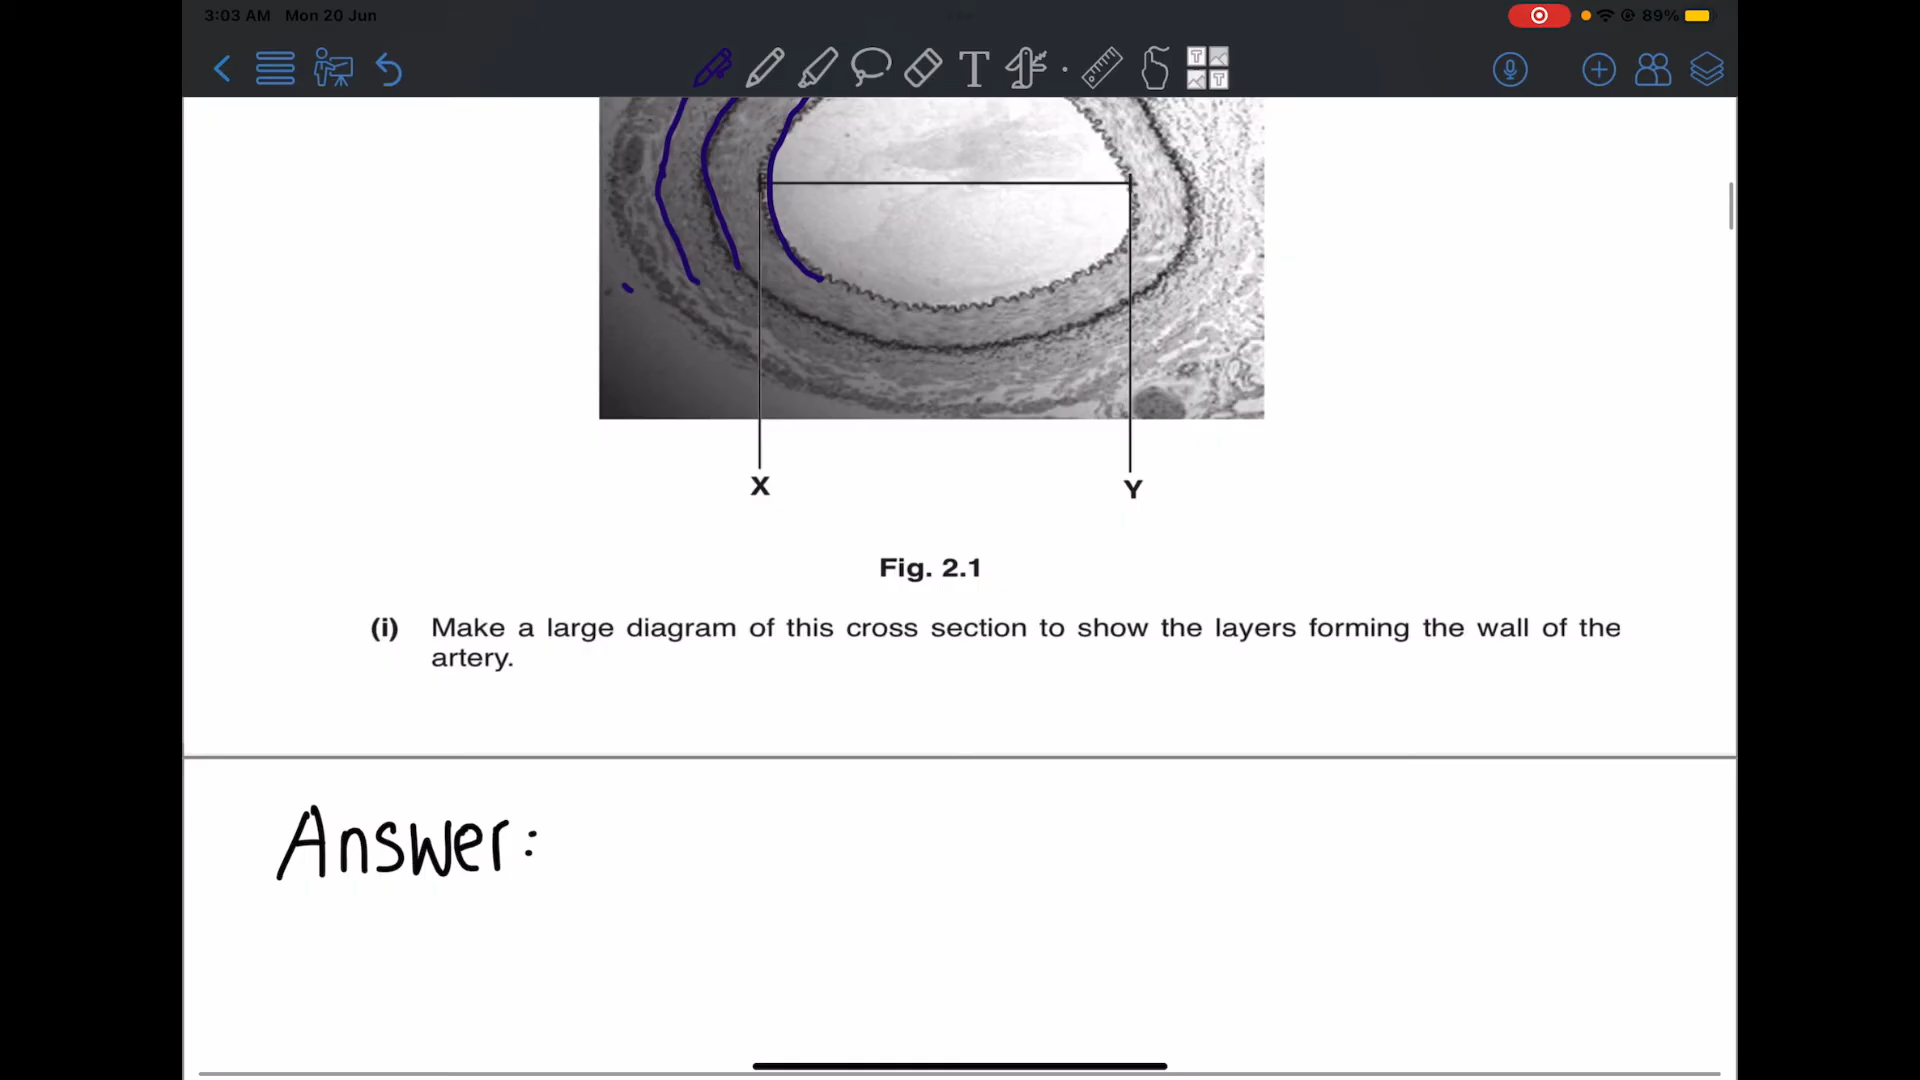 3:03 AM Mon 20 Jun
89%
T
T
T
X
Y
Fig. 2.1
(i) Make a large diagram of this cross section to show the layers forming the wall of the
artery.
Answer: